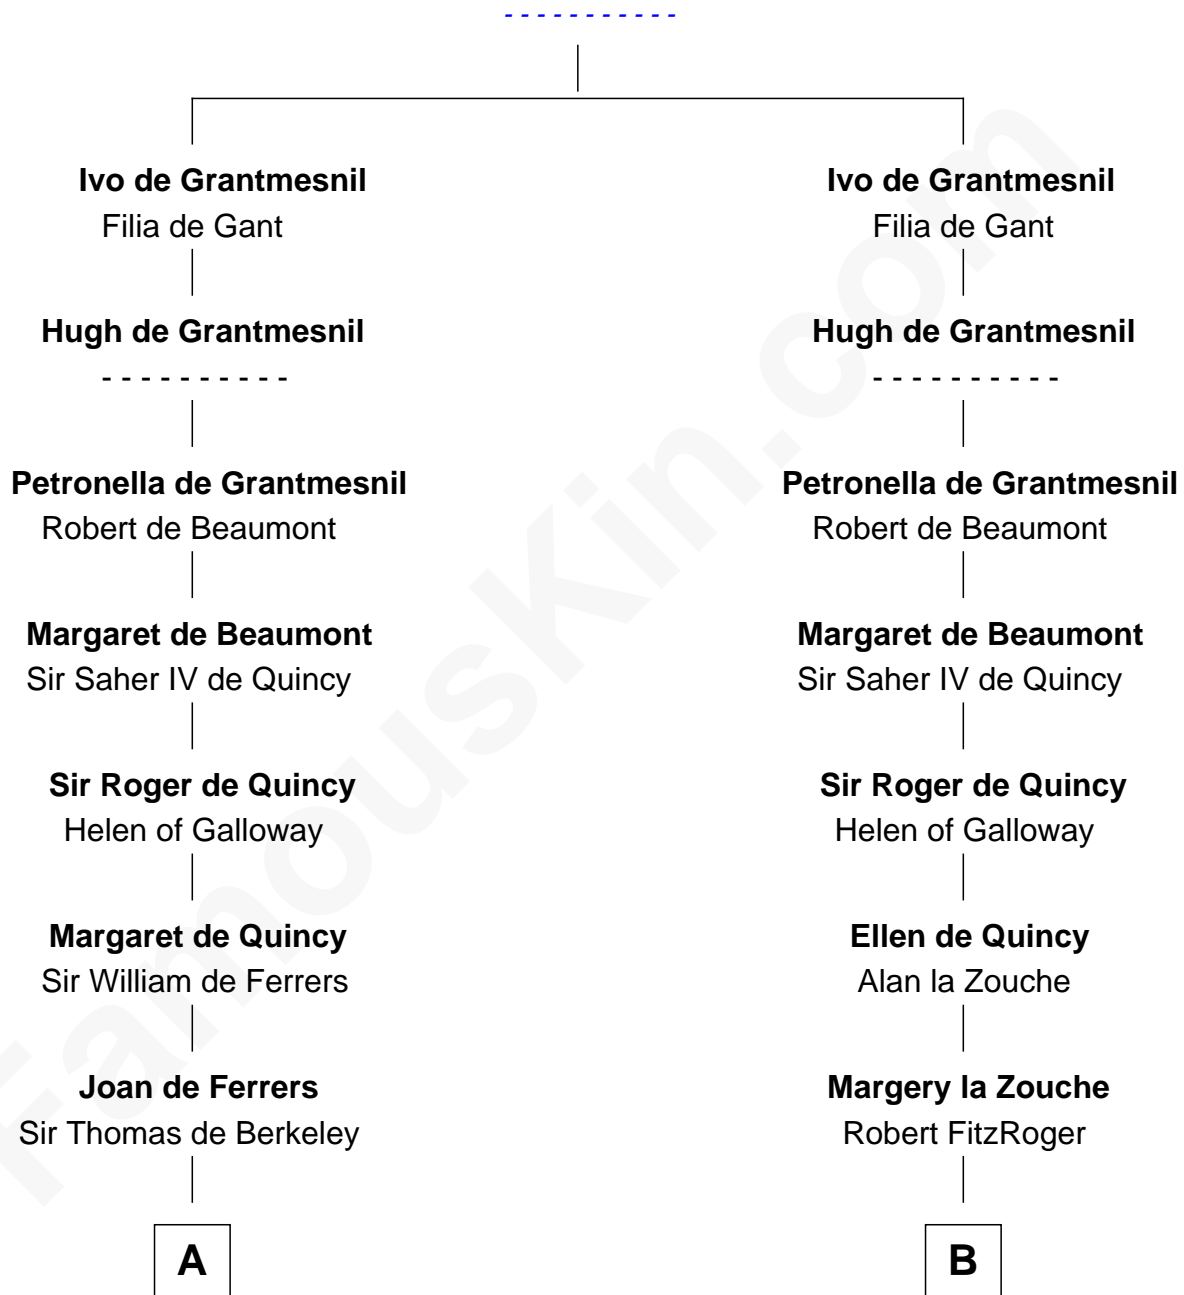 - - - - - - - - - - -
Ivo de Grantmesnil
Filia de Gant
Hugh de Grantmesnil
- - - - - - - - - -
Petronella de Grantmesnil
Robert de Beaumont
Margaret de Beaumont
Sir Saher IV de Quincy
Sir Roger de Quincy
Helen of Galloway
Margaret de Quincy
Sir William de Ferrers
Joan de Ferrers
Sir Thomas de Berkeley
A
Ivo de Grantmesnil
Filia de Gant
Hugh de Grantmesnil
- - - - - - - - - -
Petronella de Grantmesnil
Robert de Beaumont
Margaret de Beaumont
Sir Saher IV de Quincy
Sir Roger de Quincy
Helen of Galloway
Ellen de Quincy
Alan la Zouche
Margery la Zouche
Robert FitzRoger
B
FamousKin.com